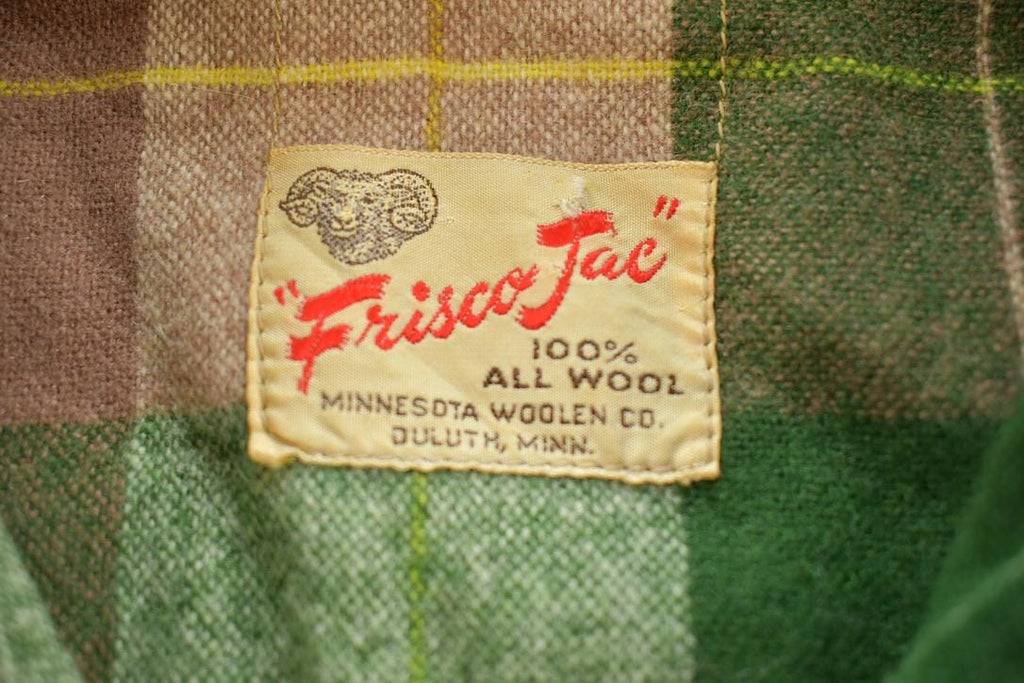 "Frisco Jac"
100%
ALL WOOL
MINNESOTA WOOLEN CO.
DULUTH, MINN.